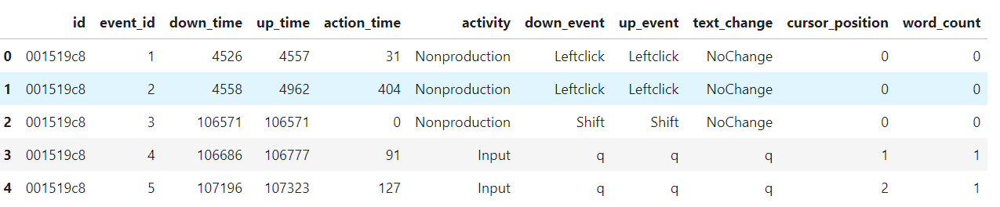 id event_id down_time up_time action_time activity down_event up_event text_change cursor_position word_count
0 001519c8 1 4526 4557 31 Nonproduction Leftclick Leftclick NoChange 0 0
1 001519c8 2 4558 4962 404 Nonproduction Leftclick Leftclick NoChange 0 0
2 001519c8 3 106571 106571 0 Nonproduction Shift Shift NoChange 0 0
3 001519c8 4 106686 106777 91 Input q q q 1 1
4 001519c8 5 107196 107323 127 Input q q q 2 1